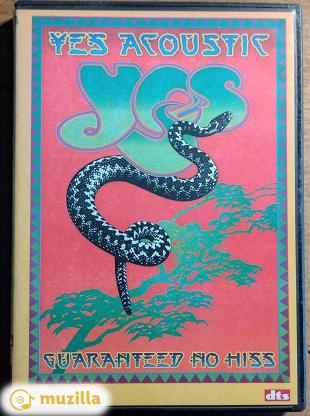 YES ACOUSTIC
yes
GUARANTEED NO HISS
dts
muzilla